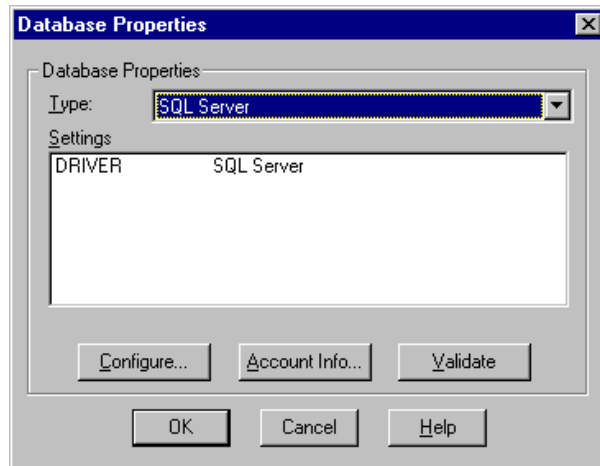 Database Properties
Database Properties
Type: SQL Server
Settings
DRIVER SQL Server
Configure... Account Info... Validate
OK Cancel Help